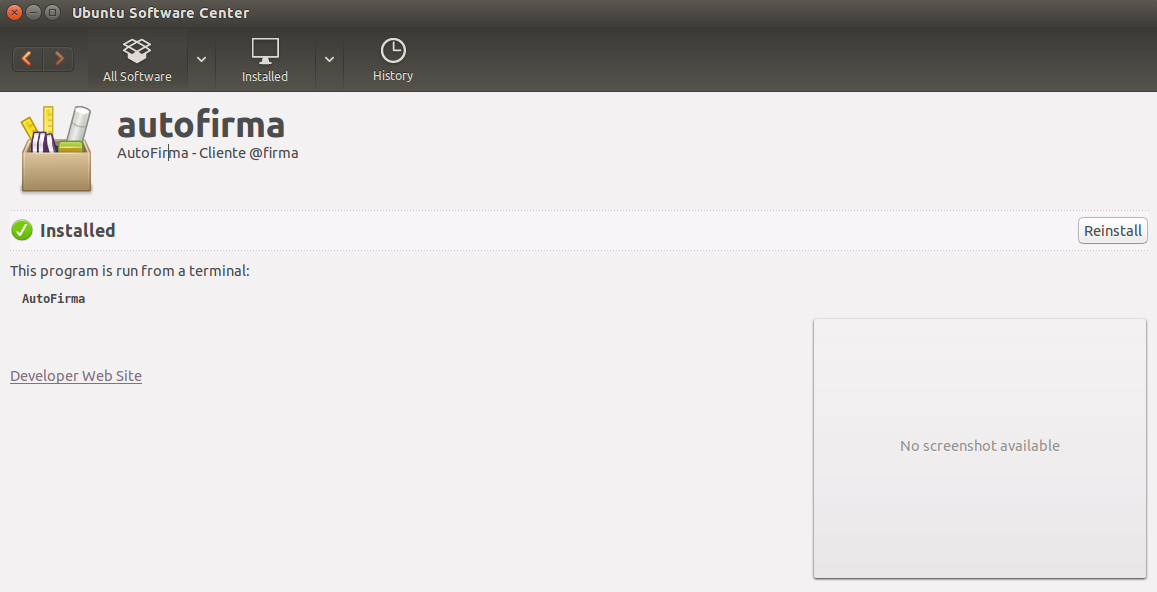 Ubuntu Software Center
All Software
Installed
History
autofirma
AutoFirma - Cliente @firma
Installed
Reinstall
This program is run from a terminal:
AutoFirma
Developer Web Site
No screenshot available